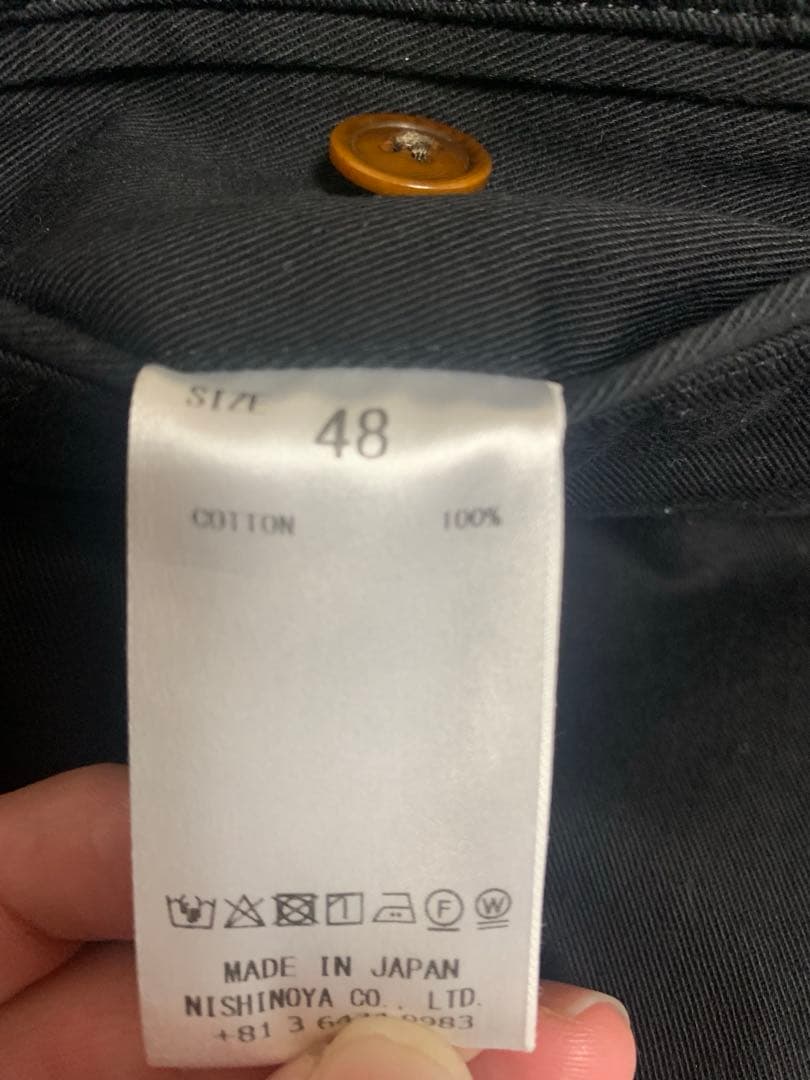 SIZE
48
COTTON 100%
F W
MADE IN JAPAN
NISHINOYA CO., LTD.
+81 3